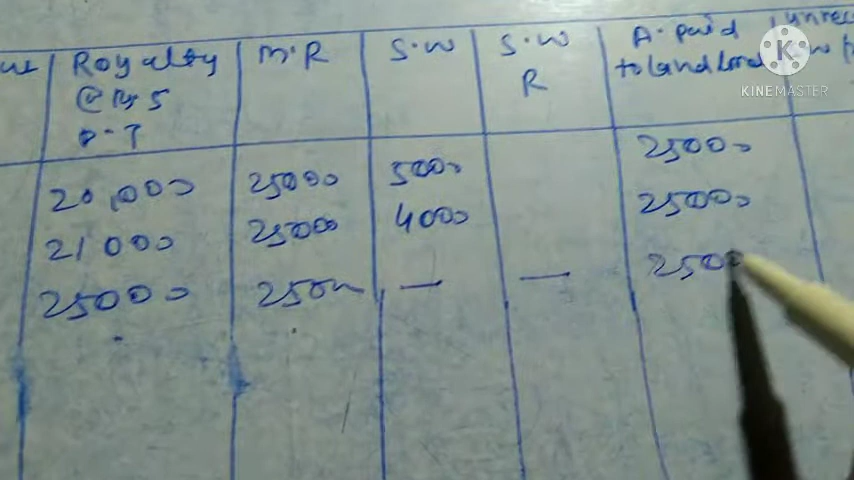 Royalty M.R S.W S.W A. paid unrec
@ Rs 5 R to land lord
P.T
K
KINEMASTER
20,000 25000 5000 25000
21000 25000 4000 25000
25000 2500 — — 2500